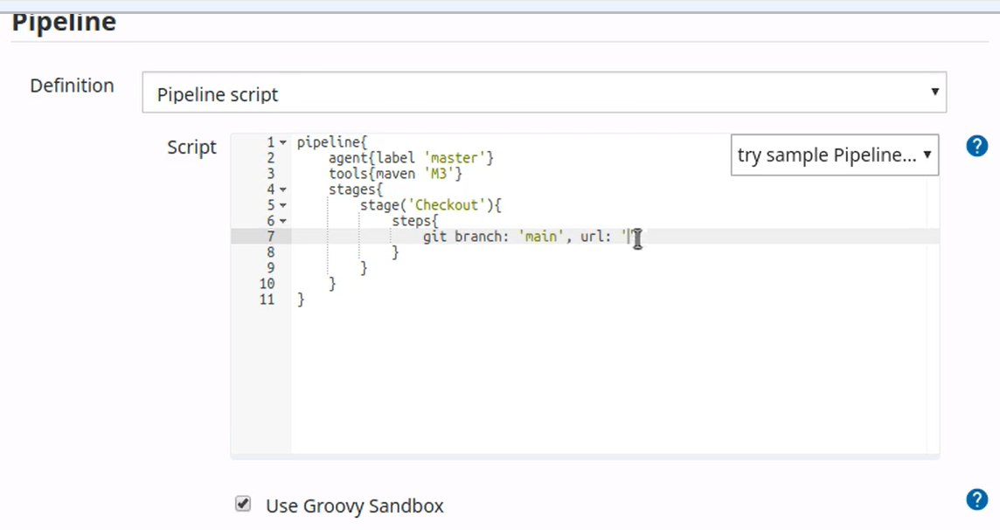 Pipeline
Definition
Pipeline script
Script
try sample Pipeline...
1 pipeline{
2     agent{label 'master'}
3     tools{maven 'M3'}
4     stages{
5         stage('Checkout'){
6             steps{
7                 git branch: 'main', url: ''
8             }
9         }
10     }
11 }
?
Use Groovy Sandbox
?